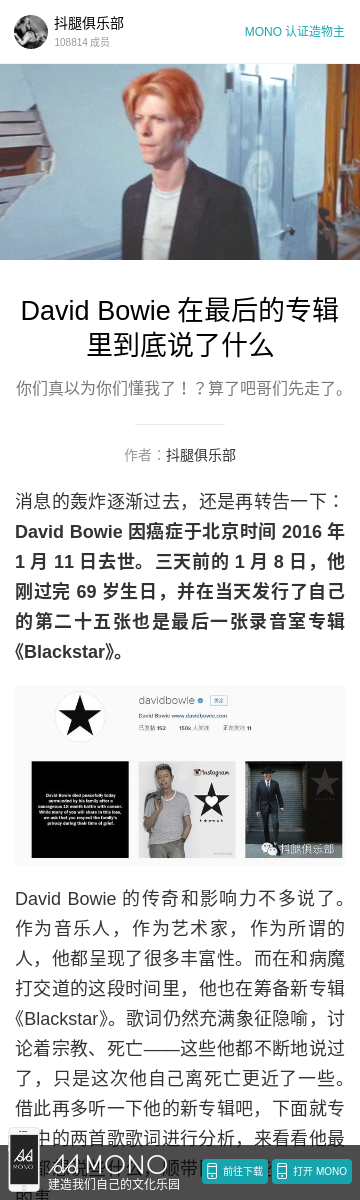 抖腿俱乐部
108814 成员
MONO 认证造物主
David Bowie 在最后的专辑
里到底说了什么
你们真以为你们懂我了！？算了吧哥们先走了。
作者：抖腿俱乐部
消息的轰炸逐渐过去，还是再转告一下：
David Bowie 因癌症于北京时间 2016 年
1 月 11 日去世。三天前的 1 月 8 日，他
刚过完 69 岁生日，并在当天发行了自己
的第二十五张也是最后一张录音室专辑
《Blackstar》。
davidbowie
关注
David Bowie www.davidbowie.com
已发帖 152
150k 人关注
正在关注 11
David Bowie died peacefully today
surrounded by his family after a
courageous 18 month battle with cancer.
While many of you will share in this loss,
we ask that you respect the family's
privacy during their time of grief.
Instagram
抖腿俱乐部
David Bowie 的传奇和影响力不多说了。
作为音乐人，作为艺术家，作为所谓的
人，他都呈现了很多丰富性。而在和病魔
打交道的这段时间里，他也在筹备新专辑
《Blackstar》。歌词仍然充满象征隐喻，讨
论着宗教、死亡——这些他都不断地说过
了，只是这次他自己离死亡更近了一些。
借此再多听一下他的新专辑吧，下面就专
中的两首歌歌词进行分析，来看看他最
MONO
MONO
建造我们自己的文化乐园
前往下载
打开 MONO